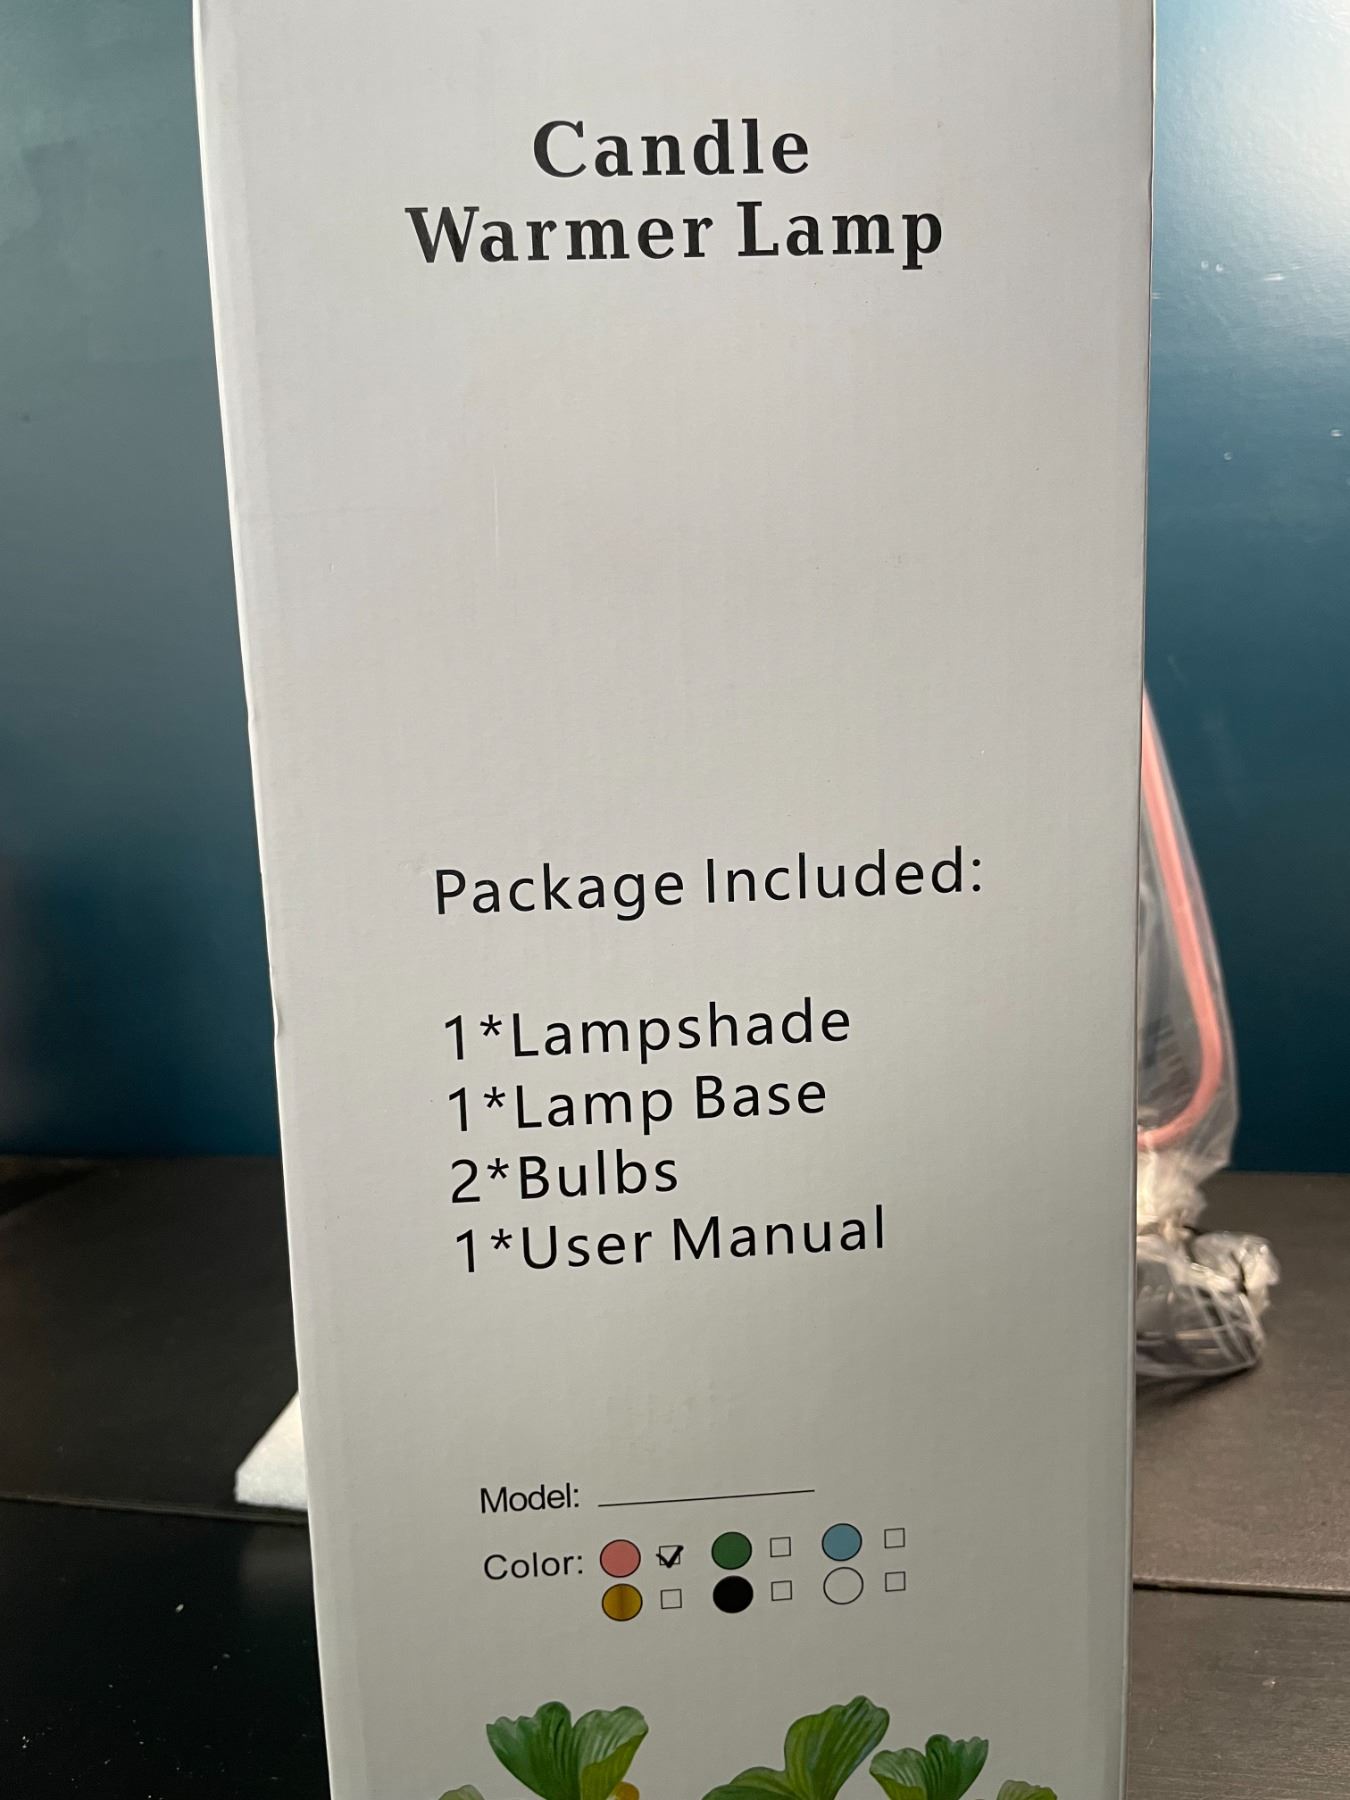 Candle
Warmer Lamp
Package Included:
1*Lampshade
1*Lamp Base
2*Bulbs
1*User Manual
Model:
Color: